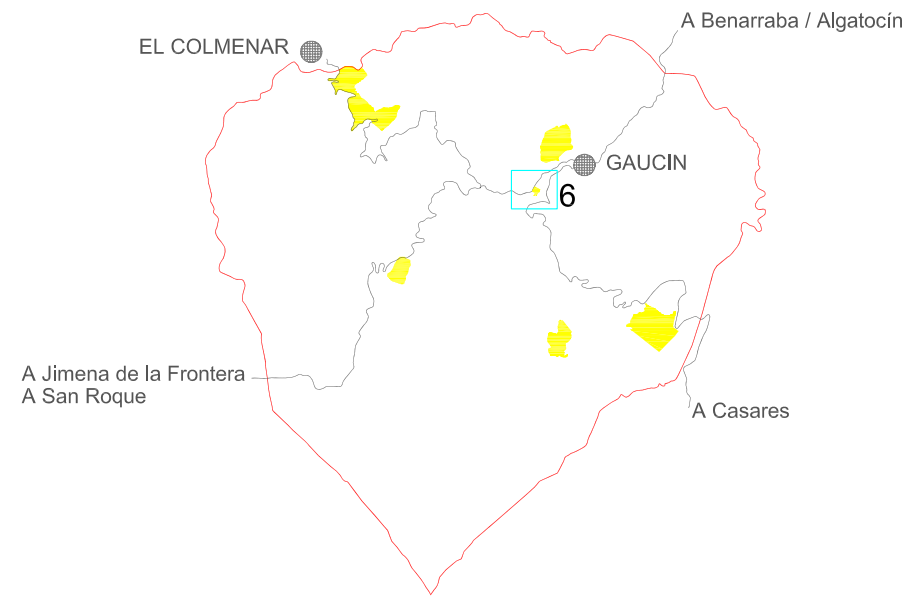 A Benarraba / Algatocín
EL COLMENAR
GAUCIN
6
A Jimena de la Frontera
A San Roque
A Casares